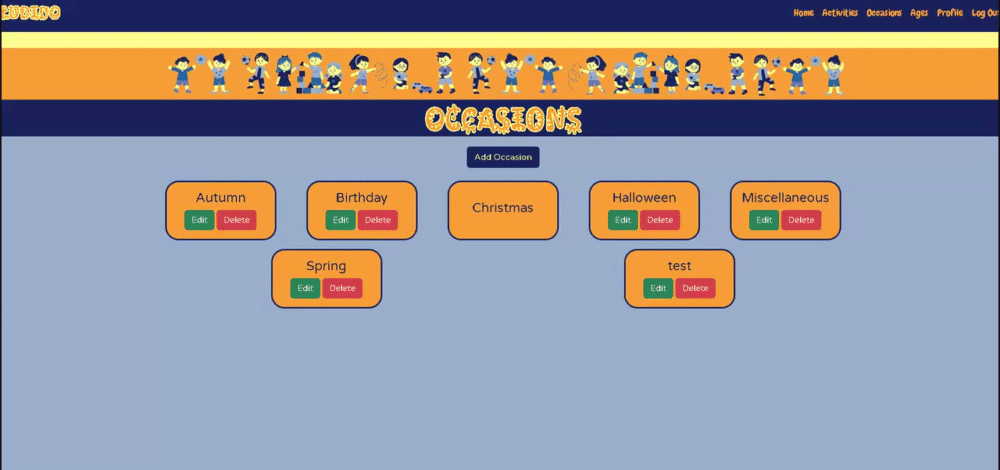 LUDIDO
Home Activities Occasions Ages Profile Log Ou
OCCASIONS
Add Occasion
Autumn Birthday Christmas Halloween Miscellaneous
Edit Delete Edit Delete Edit Delete Edit Delete
Spring test
Edit Delete Edit Delete